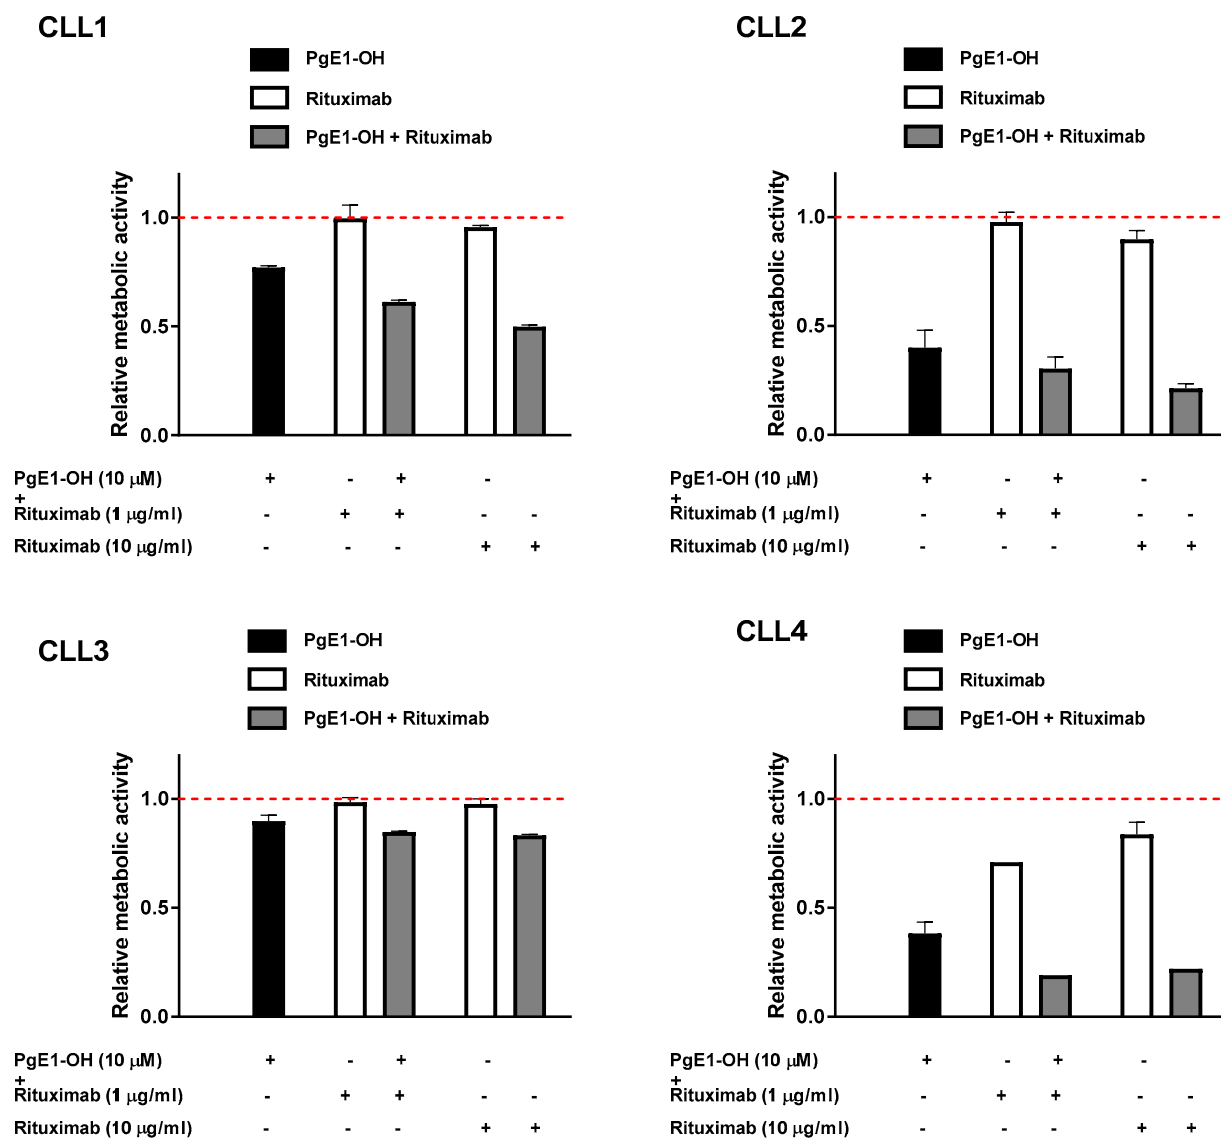 CLL1
PgE1-OH
Rituximab
PgE1-OH + Rituximab
Relative metabolic activity
1.0
0.5
0.0
PgE1-OH (10 μM) + - + -
+
Rituximab (1 μg/ml) - + + - -
Rituximab (10 μg/ml) - - - + +
CLL2
PgE1-OH
Rituximab
PgE1-OH + Rituximab
Relative metabolic activity
1.0
0.5
0.0
PgE1-OH (10 μM) + - + -
+
Rituximab (1 μg/ml) - + + - -
Rituximab (10 μg/ml) - - - + +
CLL3
PgE1-OH
Rituximab
PgE1-OH + Rituximab
Relative metabolic activity
1.0
0.5
0.0
PgE1-OH (10 μM) + - + -
+
Rituximab (1 μg/ml) - + + - -
Rituximab (10 μg/ml) - - - + +
CLL4
PgE1-OH
Rituximab
PgE1-OH + Rituximab
Relative metabolic activity
1.0
0.5
0.0
PgE1-OH (10 μM) + - + -
+
Rituximab (1 μg/ml) - + + - -
Rituximab (10 μg/ml) - - - + +